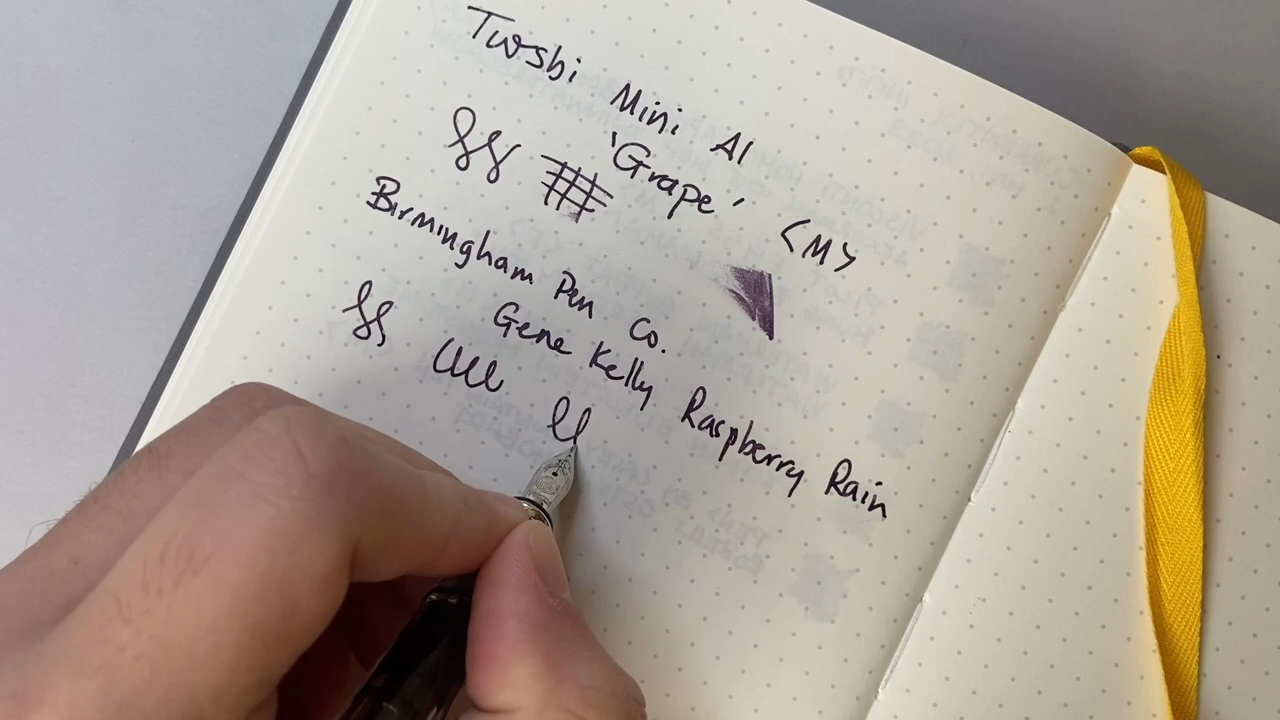 Twsbi Mini Al
'Grape' <M>
Birmingham Pen Co.
Gene Kelly Raspberry Rain